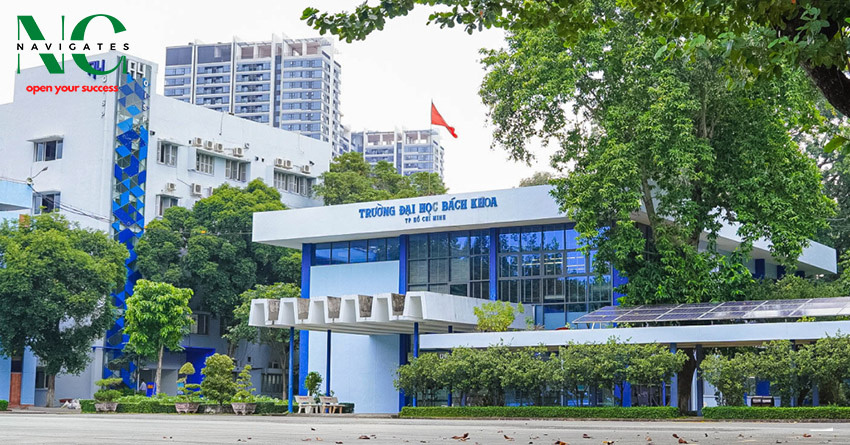 NC
NAVIGATES
open your success
TRƯỜNG ĐẠI HỌC BÁCH KHOA
TP HỒ CHÍ MINH